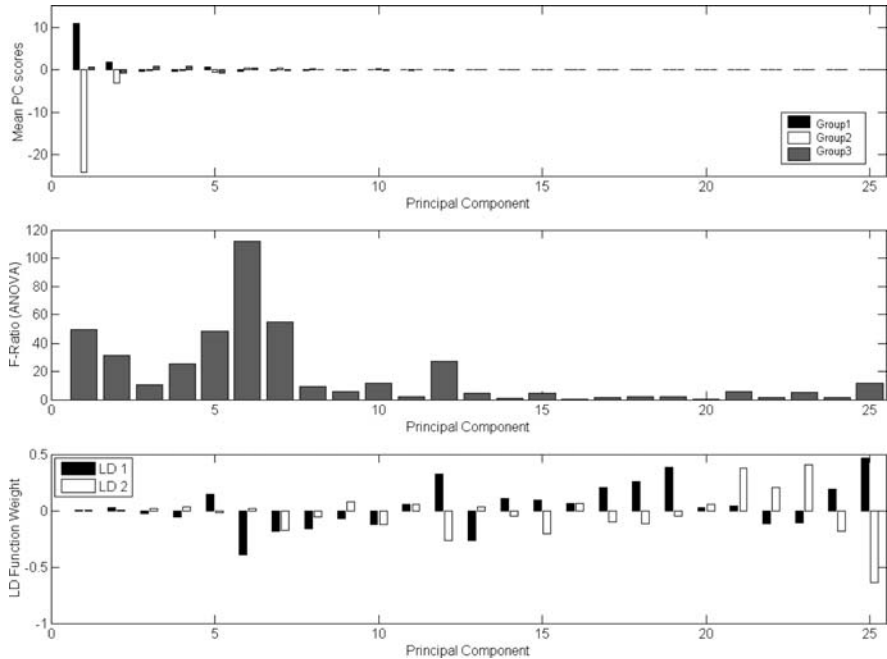 10
0
-10
-20
Mean PC scores
Group1
Group2
Group3
0 5 10 15 20 25
Principal Component
120
100
80
60
40
20
0
F-Ratio (ANOVA)
0 5 10 15 20 25
Principal Component
0.5
0
-0.5
-1
LD Function Weight
LD 1
LD 2
0 5 10 15 20 25
Principal Component